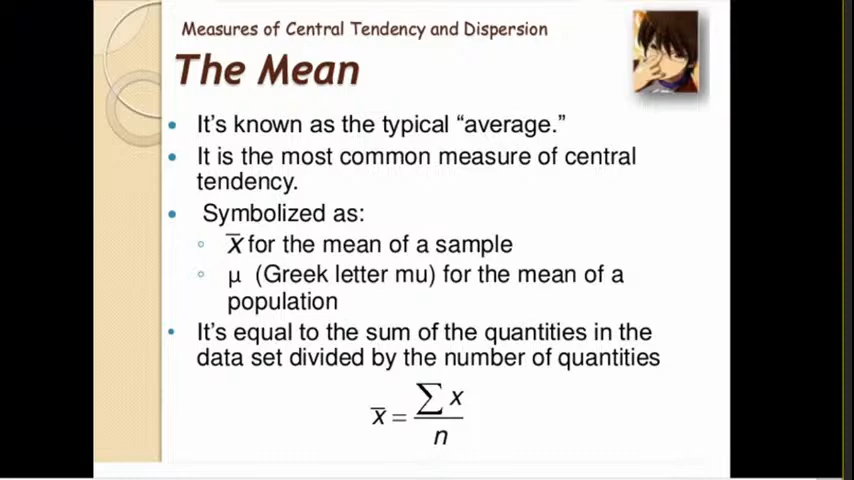 Measures of Central Tendency and Dispersion
The Mean
• It’s known as the typical “average.”
• It is the most common measure of central
tendency.
• Symbolized as:
◦ x̅ for the mean of a sample
◦ μ (Greek letter mu) for the mean of a
population
• It’s equal to the sum of the quantities in the
data set divided by the number of quantities
x̅ = ∑ x
n